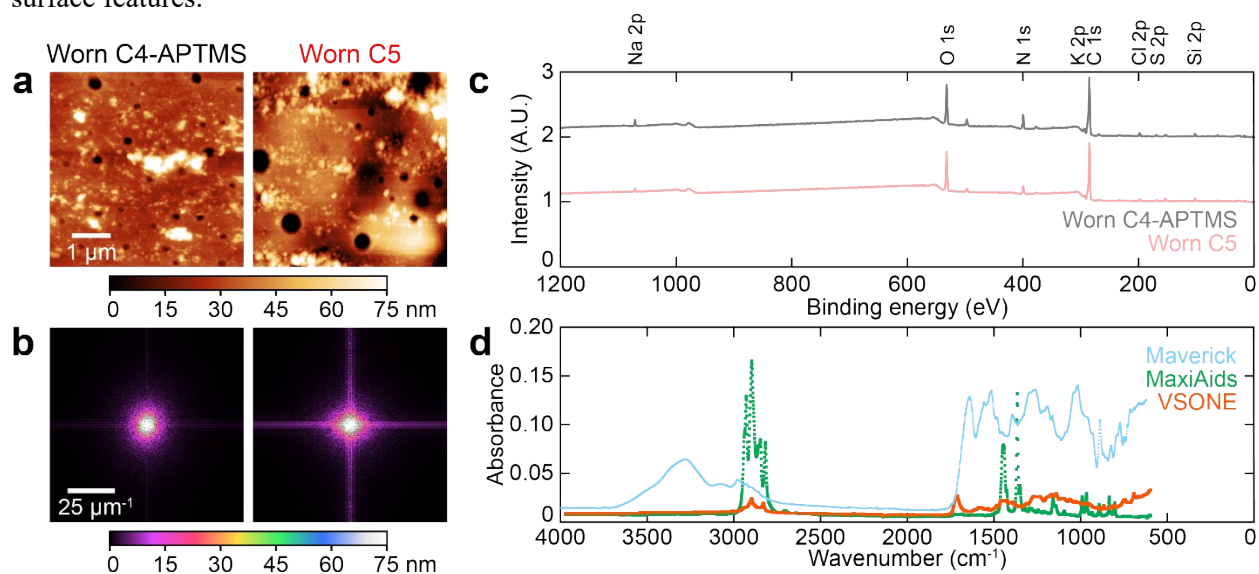 surface features.
Worn C4-APTMS
Worn C5
a
1 µm
0 15 30 45 60 75 nm
b
25 µm-1
0 15 30 45 60 75 nm
c
Na 2p
O 1s
N 1s
K 2p
C 1s
Cl 2p
S 2p
Si 2p
3
2
1
0
Intensity (A.U.)
Worn C4-APTMS
Worn C5
1200 1000 800 600 400 200 0
Binding energy (eV)
d
0.20
0.15
0.10
0.05
0
Absorbance
Maverick
MaxiAids
VSONE
4000 3500 3000 2500 2000 1500 1000 500 0
Wavenumber (cm-1)